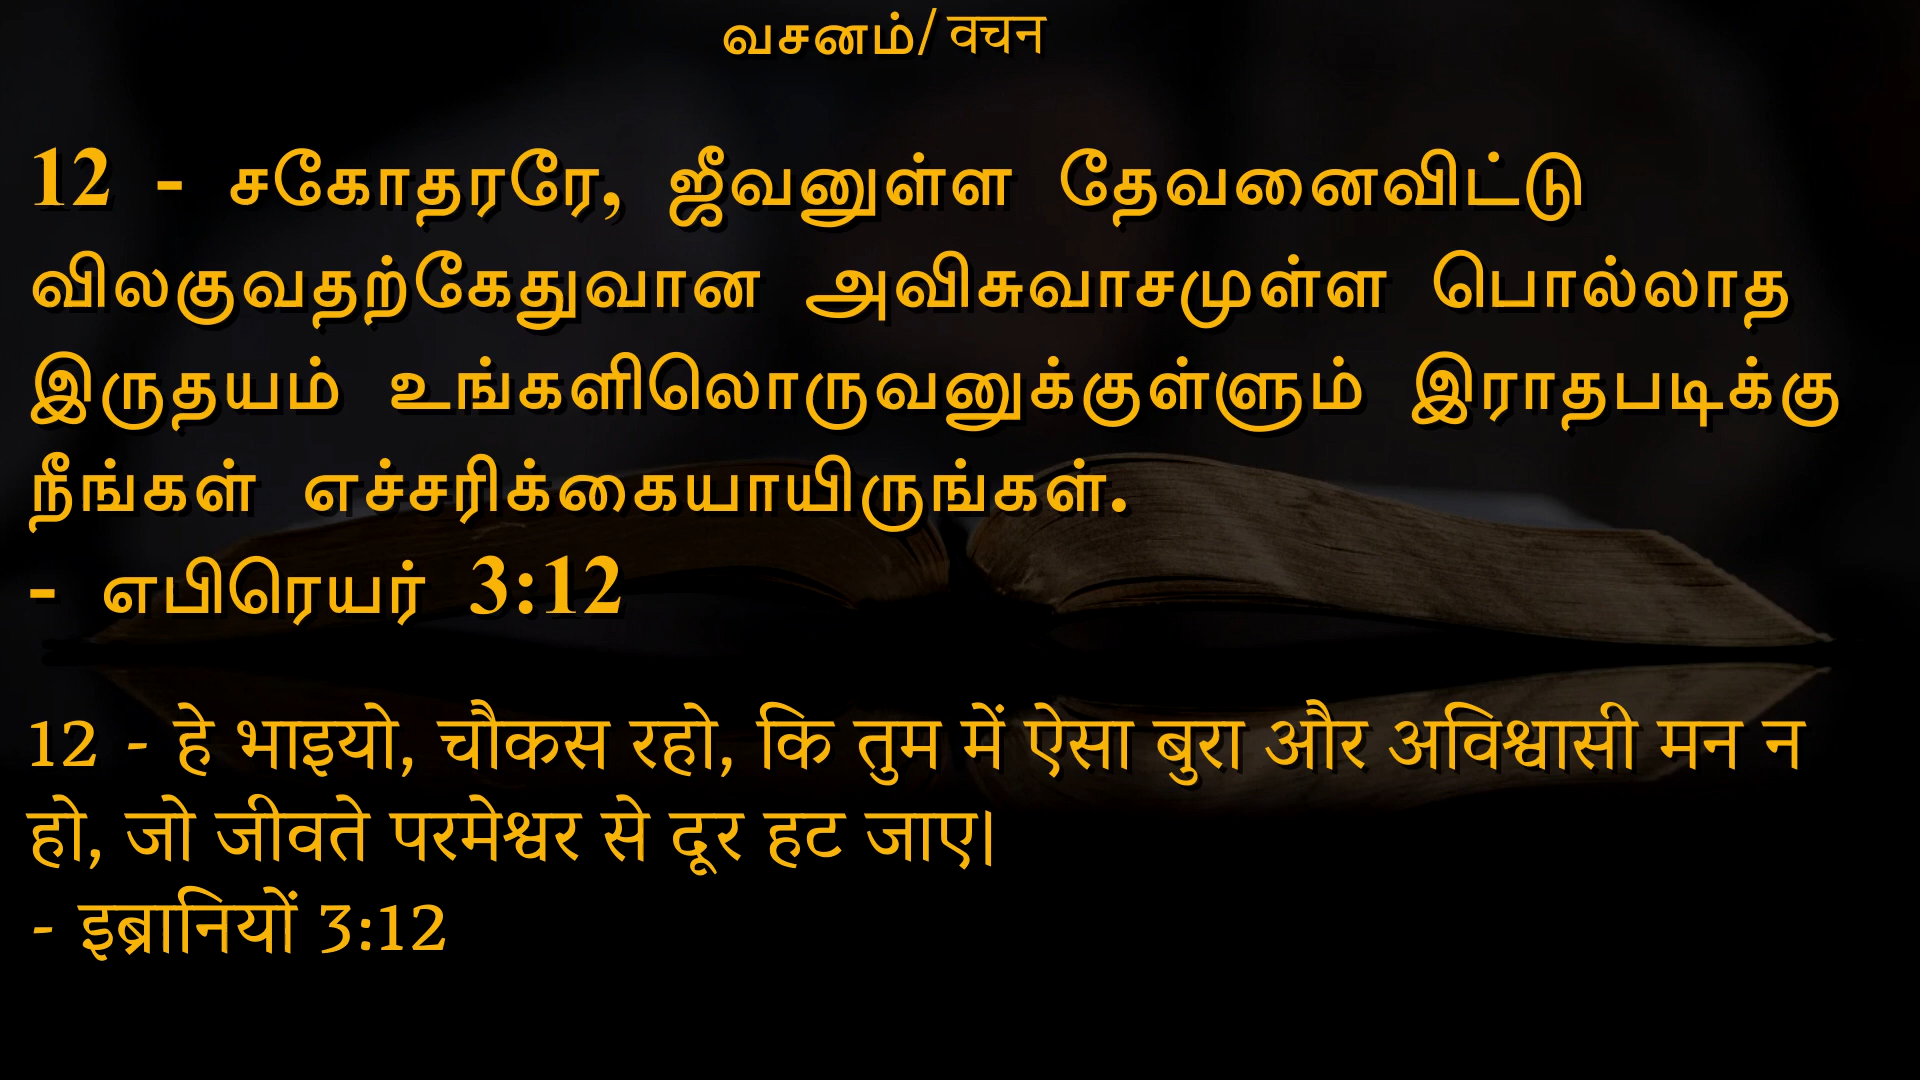 வசனம்/ वचन
12 - சகோதரரே, ஜீவனுள்ள தேவனைவிட்டு
விலகுவதற்கேதுவான அவிசுவாசமுள்ள பொல்லாத
இருதயம் உங்களிலொருவனுக்குள்ளும் இராதபடிக்கு
நீங்கள் எச்சரிக்கையாயிருங்கள்.
- எபிரெயர் 3:12
12 - हे भाइयो, चौकस रहो, कि तुम में ऐसा बुरा और अविश्वासी मन न
हो, जो जीवते परमेश्वर से दूर हट जाए।
- इब्रानियों 3:12